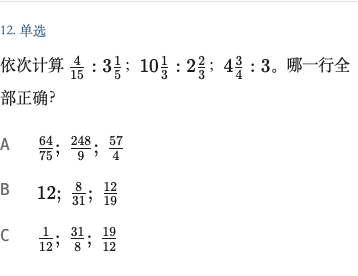 12. 单选
依次计算 4/15 : 3 1/5； 10 1/3 : 2 2/3； 4 3/4 : 3。哪一行全
部正确?
A 64/75; 248/9; 57/4
B 12; 8/31; 12/19
C 1/12; 31/8; 19/12